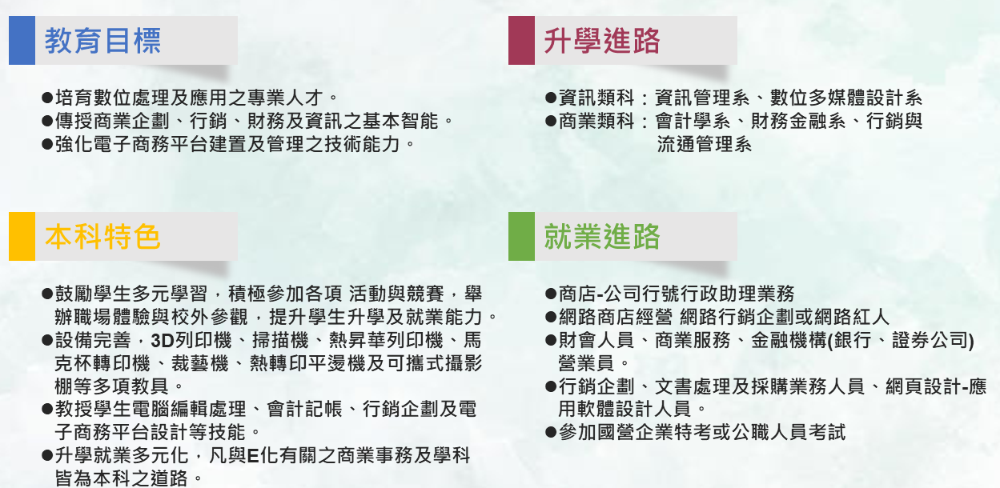 教育目標
●培育數位處理及應用之專業人才。
●傳授商業企劃、行銷、財務及資訊之基本智能。
●強化電子商務平台建置及管理之技術能力。
升學進路
●資訊類科：資訊管理系、數位多媒體設計系
●商業類科：會計學系、財務金融系、行銷與
流通管理系
本科特色
●鼓勵學生多元學習，積極參加各項 活動與競賽，舉
辦職場體驗與校外參觀，提升學生升學及就業能力。
●設備完善，3D列印機、掃描機、熱昇華列印機、馬
克杯轉印機、裁藝機、熱轉印平燙機及可攜式攝影
棚等多項教具。
●教授學生電腦編輯處理、會計記帳、行銷企劃及電
子商務平台設計等技能。
●升學就業多元化，凡與E化有關之商業事務及學科
皆為本科之道路。
就業進路
●商店-公司行號行政助理業務
●網路商店經營 網路行銷企劃或網路紅人
●財會人員、商業服務、金融機構(銀行、證券公司)
營業員。
●行銷企劃、文書處理及採購業務人員、網頁設計-應
用軟體設計人員。
●參加國營企業特考或公職人員考試